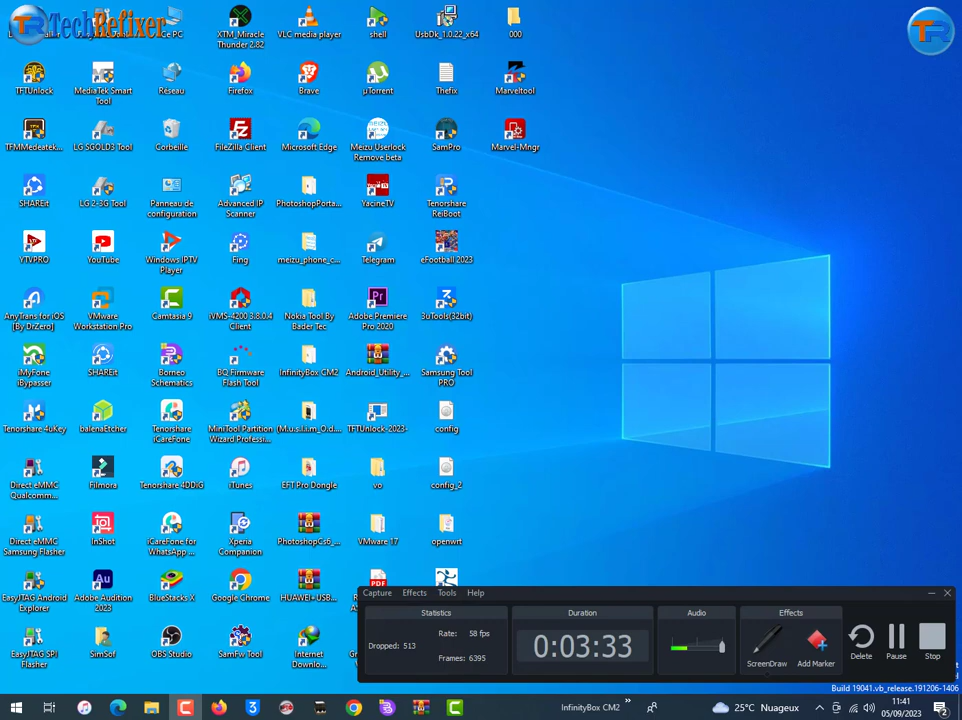 TechRefixer
TR
Ce PC
XTM_Miracle
Thunder 2.82
VLC media player
shell
UsbDk_1.0.22_x64
000
TFTUnlock
MediaTek Smart
Tool
Réseau
Firefox
Brave
µTorrent
Thefix
Marveltool
TFMMedeatek...
LG SGOLD3 Tool
Corbeille
FileZilla Client
Microsoft Edge
Meizu Userlock
Remove beta
SamPro
Marvel-Mngr
SHAREit
LG 2-3G Tool
Panneau de
configuration
Advanced IP
Scanner
PhotoshopPorta...
YacineTV
Tenorshare
ReiBoot
YTVPRO
YouTube
Windows IPTV
Player
Fing
meizu_phone_c...
Telegram
eFootball 2023
AnyTrans for iOS
[By DrZero]
VMware
Workstation Pro
Camtasia 9
iVMS-4200 3.8.0.4
Client
Nokia Tool By
Bader Tec
Adobe Premiere
Pro 2020
3uTools(32bit)
iMyFone
iBypasser
SHAREit
Borneo
Schematics
BQ Firmware
Flash Tool
InfinityBox CM2
Android_Utility_...
Samsung Tool
PRO
Tenorshare 4uKey
balenaEtcher
Tenorshare
iCareFone
MiniTool Partition
Wizard Professi...
(M.u.s.l.i.m_O.d...
TFTUnlock-2023-
config
Direct eMMC
Qualcomm...
Filmora
Tenorshare 4DDiG
iTunes
EFT Pro Dongle
vo
config_2
Direct eMMC
Samsung Flasher
InShot
iCareFone for
WhatsApp ...
Xperia
Companion
PhotoshopCs6_...
VMware 17
openwrt
EasyJTAG Android
Explorer
Adobe Audition
2023
BlueStacks X
Google Chrome
HUAWEI+USB...
PDF
EasyJTAG SPI
Flasher
SimSof
OBS Studio
SamFw Tool
Internet
Downlo...
Capture Effects Tools Help
Statistics
Dropped: 513
Rate: 58 fps
Frames: 6395
Duration
0:03:33
Audio
Effects
ScreenDraw
Add Marker
Delete
Pause
Stop
Build 19041.vb_release.191206-1406
InfinityBox CM2
25°C Nuageux
11:41
05/09/2023
2